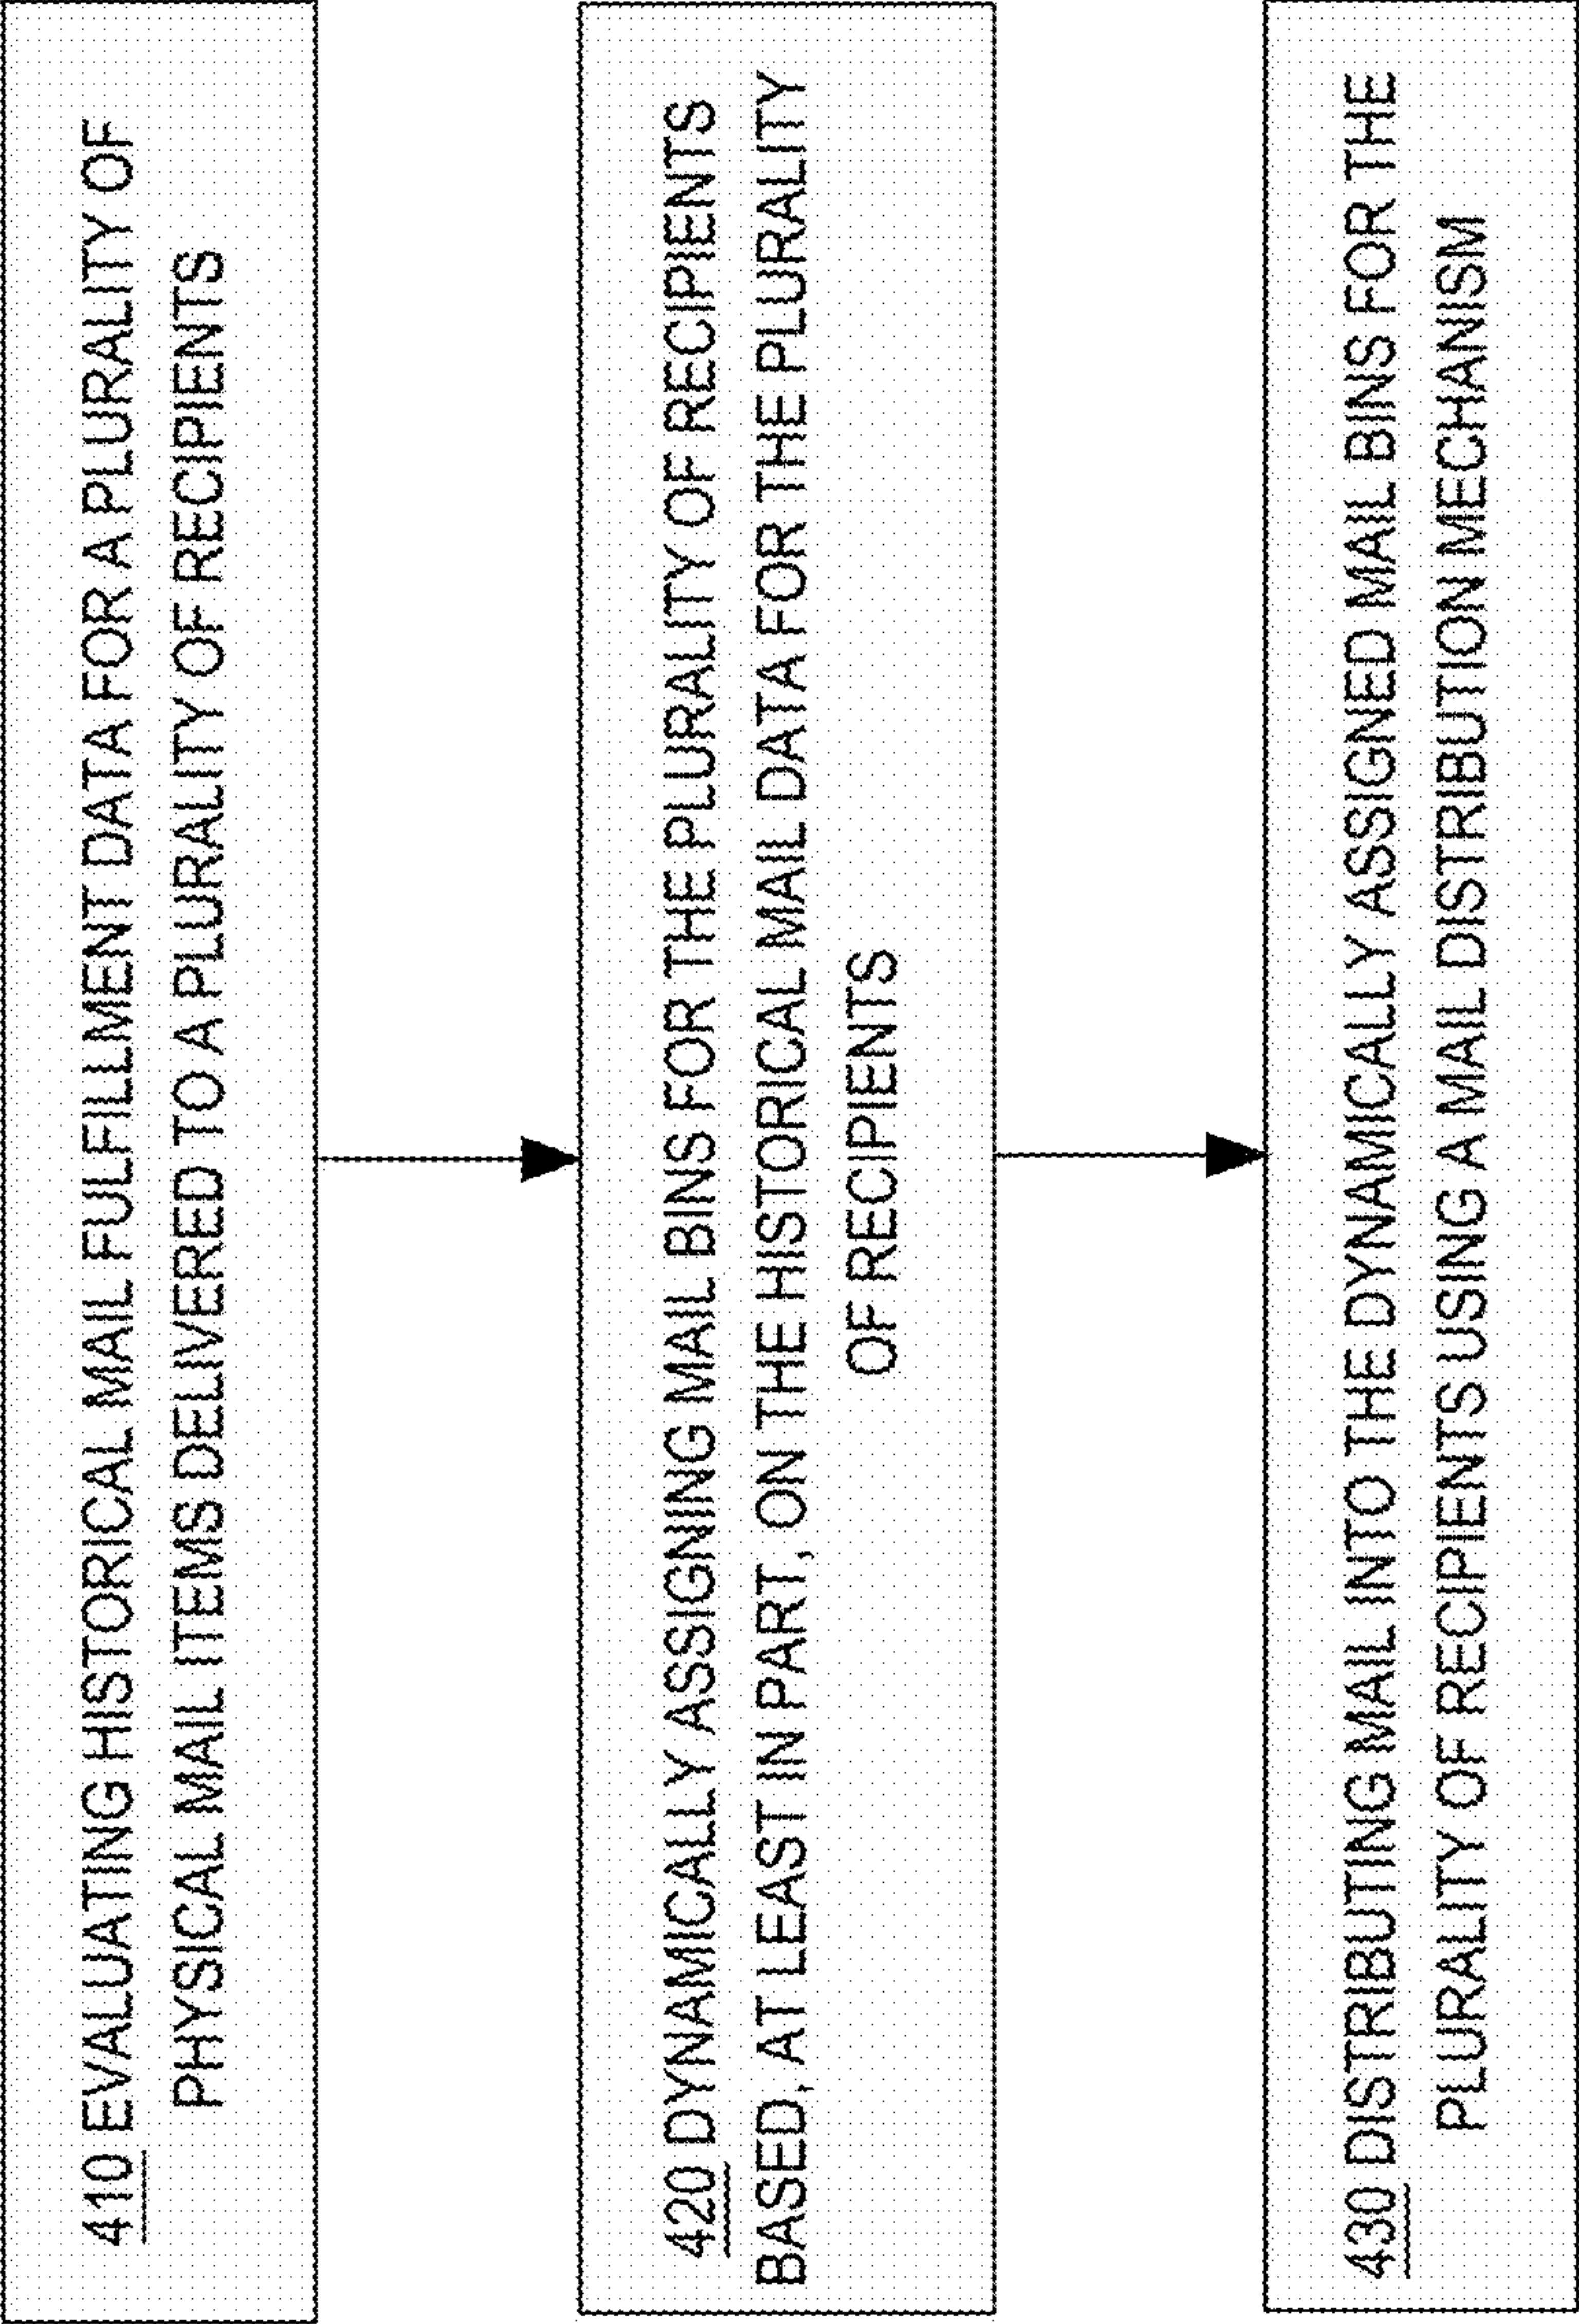 410 EVALUATING HISTORICAL MAIL FULFILLMENT DATA FOR A PLURALITY OF
PHYSICAL MAIL ITEMS DELIVERED TO A PLURALITY OF RECIPIENTS
420 DYNAMICALLY ASSIGNING MAIL BINS FOR THE PLURALITY OF RECIPIENTS
BASED, AT LEAST IN PART, ON THE HISTORICAL MAIL DATA FOR THE PLURALITY
OF RECIPIENTS
430 DISTRIBUTING MAIL INTO THE DYNAMICALLY ASSIGNED MAIL BINS FOR THE
PLURALITY OF RECIPIENTS USING A MAIL DISTRIBUTION MECHANISM